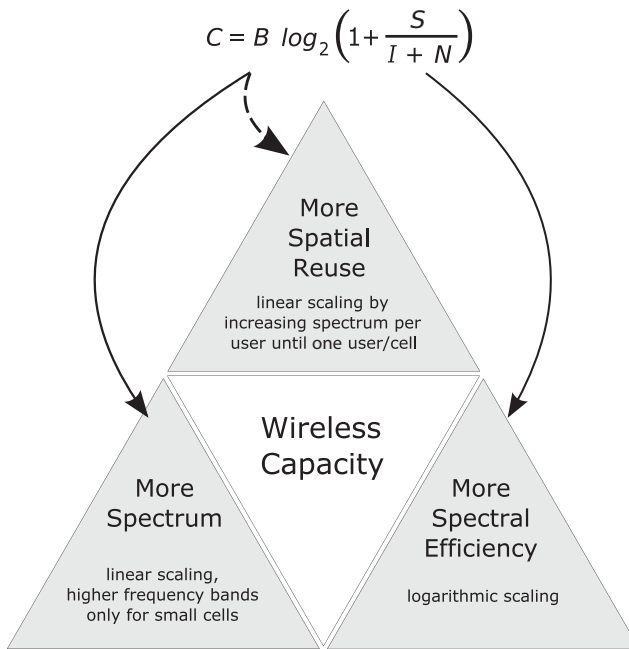 C = B log₂ (1 + S / (I + N))
More
Spatial
Reuse
linear scaling by
increasing spectrum per
user until one user/cell
Wireless
Capacity
More
Spectrum
linear scaling,
higher frequency bands
only for small cells
More
Spectral
Efficiency
logarithmic scaling